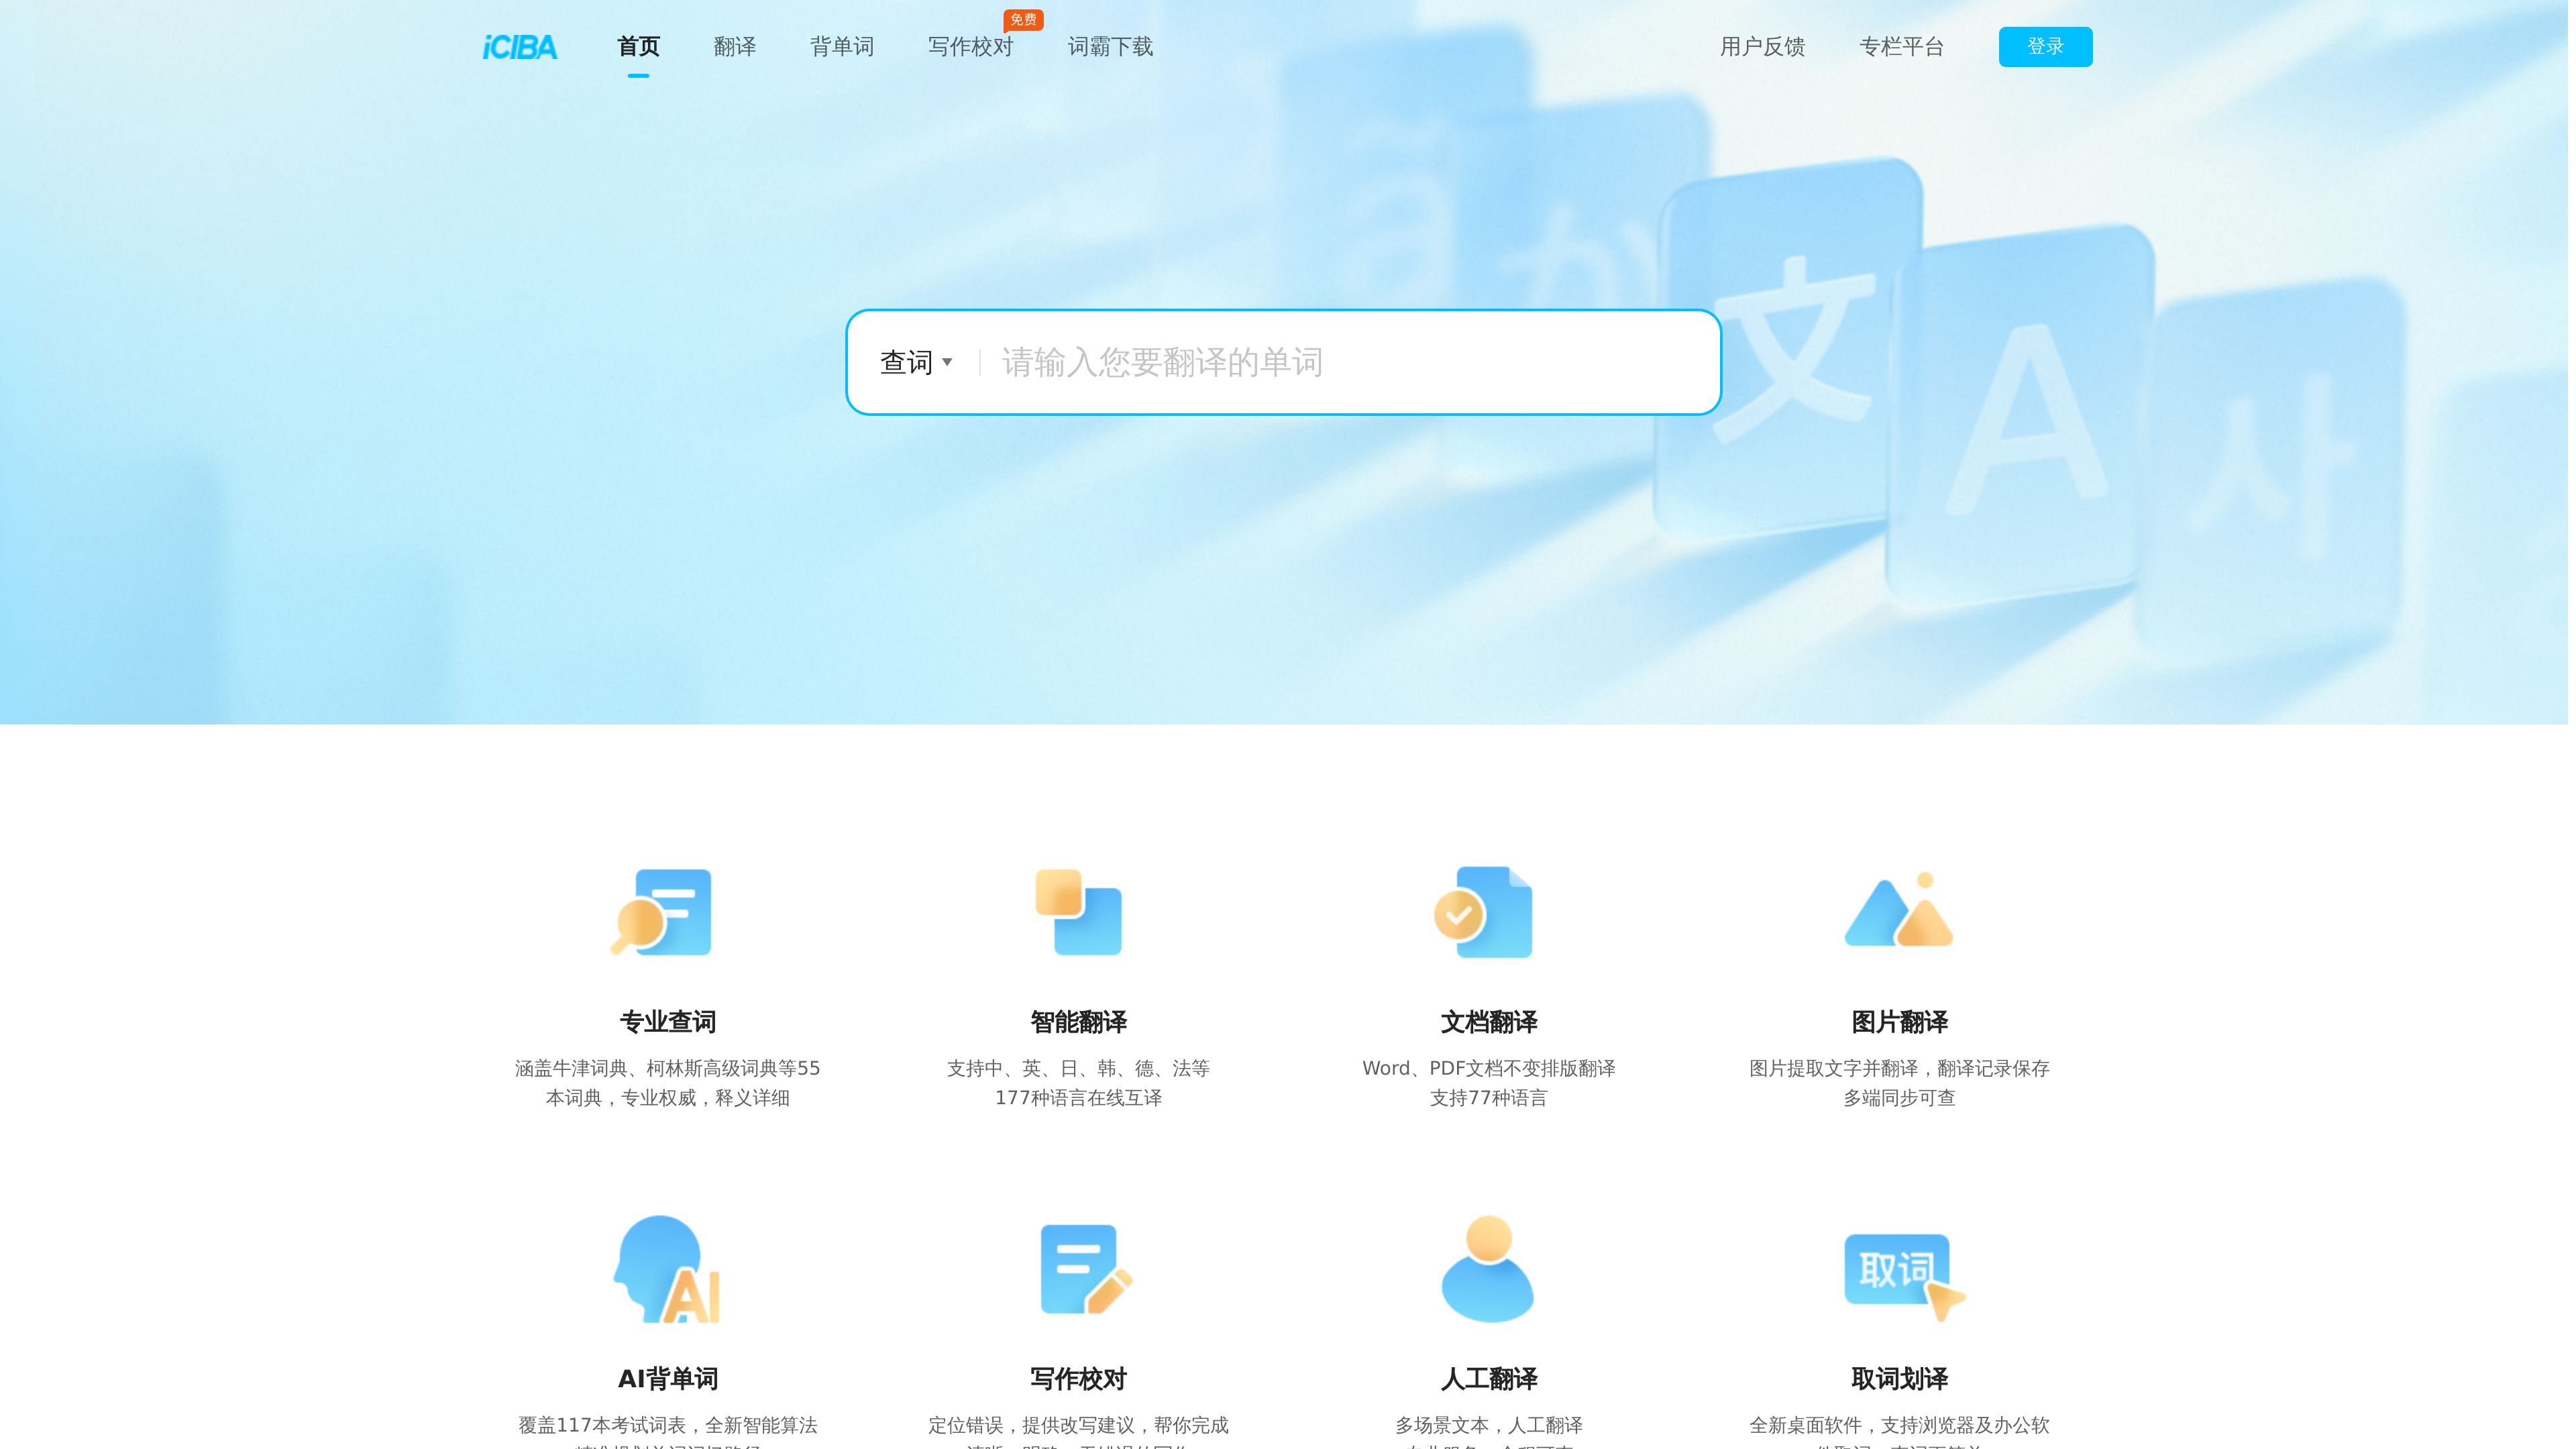 iCIBA
首页
翻译
背单词
写作校对
免费
词霸下载
用户反馈
专栏平台
登录
ä
か
文
A
사
查词
请输入您要翻译的单词
专业查词
涵盖牛津词典、柯林斯高级词典等55
本词典，专业权威，释义详细
智能翻译
支持中、英、日、韩、德、法等
177种语言在线互译
文档翻译
Word、PDF文档不变排版翻译
支持77种语言
图片翻译
图片提取文字并翻译，翻译记录保存
多端同步可查
AI
取词
AI背单词
覆盖117本考试词表，全新智能算法
写作校对
定位错误，提供改写建议，帮你完成
人工翻译
多场景文本，人工翻译
取词划译
全新桌面软件，支持浏览器及办公软